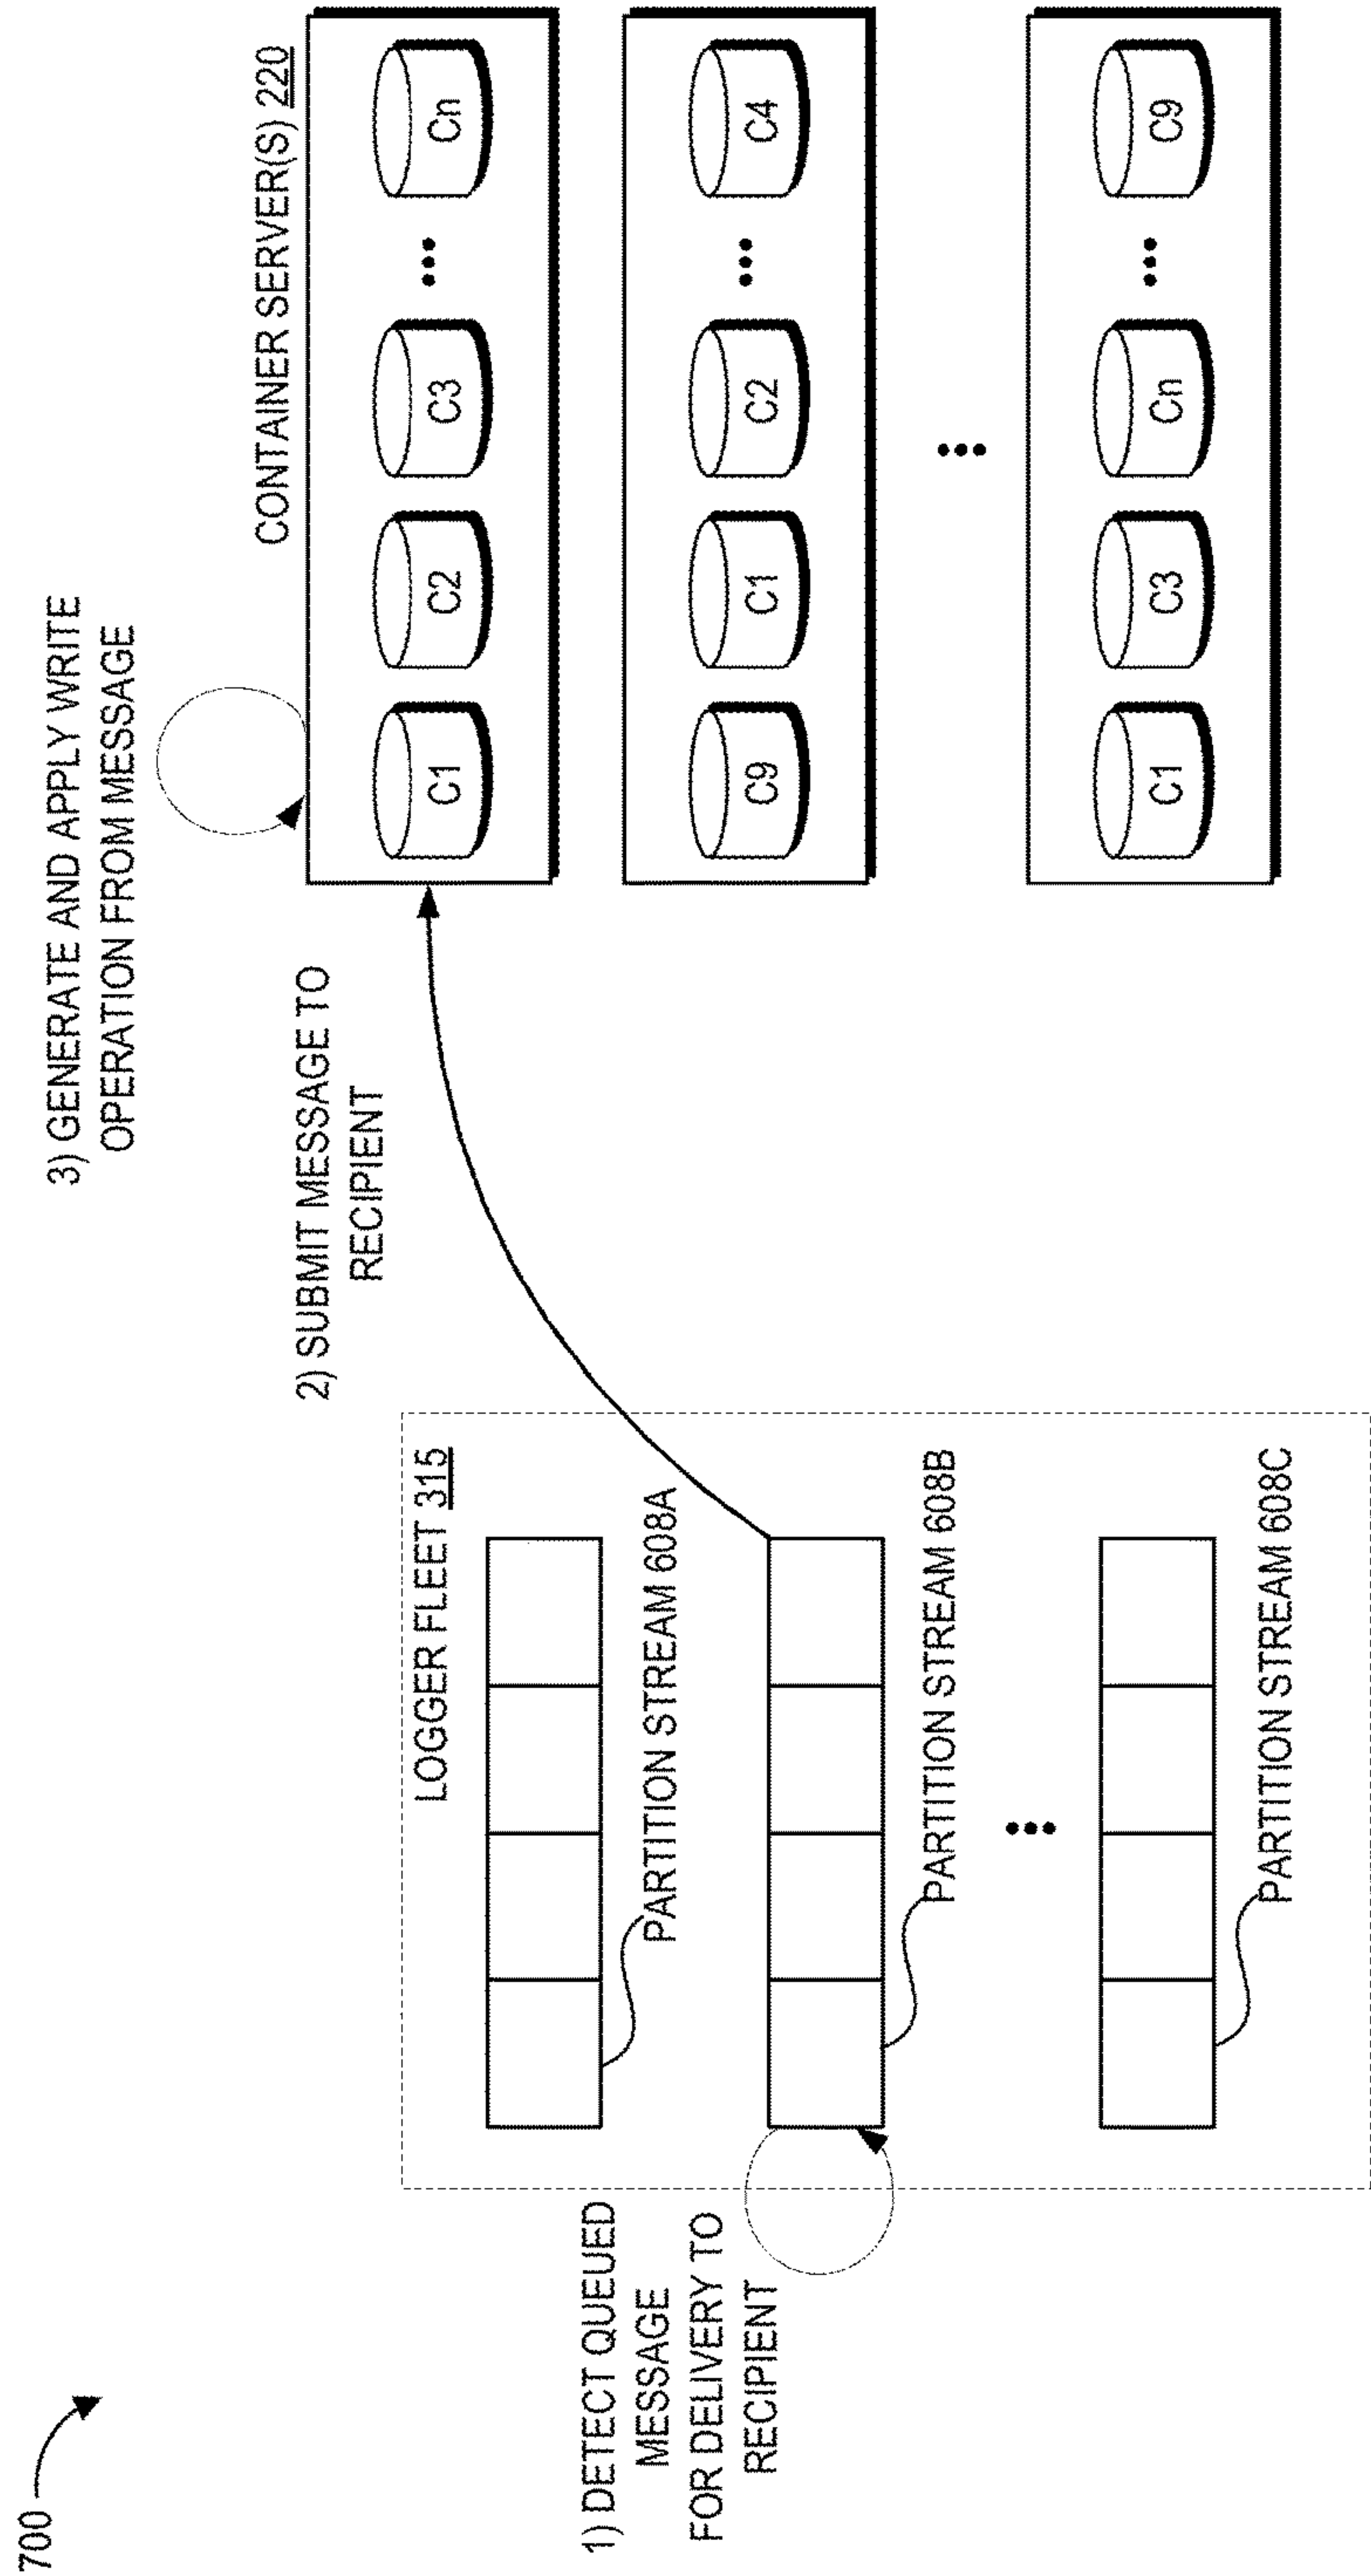 700
1) DETECT QUEUED
MESSAGE
FOR DELIVERY TO
RECIPIENT
LOGGER FLEET 315
PARTITION STREAM 608A
PARTITION STREAM 608B
PARTITION STREAM 608C
2) SUBMIT MESSAGE TO
RECIPIENT
3) GENERATE AND APPLY WRITE
OPERATION FROM MESSAGE
CONTAINER SERVER(S) 220
C1 C2 C3 ••• Cn
C9 C1 C2 ••• C4
•••
C1 C3 Cn ••• C9